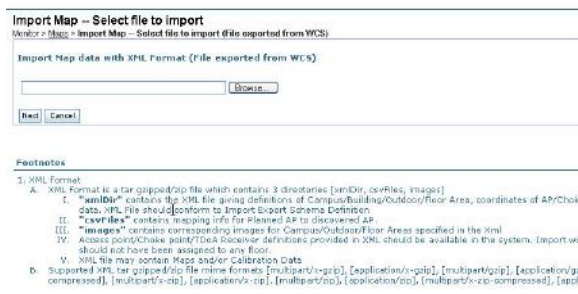 Import Map -- Select file to import
Monitor > Maps > Import Map -- Select file to import (File exported from WCS)
Import Map data with XML Format (File exported from WCS)
Browse...
Next Cancel
Footnotes
1. XML Format
A. XML Format is a tar gzipped/zip file which contains 3 directories [xmlDir, csvFiles, images]
I. "xmlDir" contains the XML file giving definitions of Campus/Building/Outdoor/Floor Area, coordinates of AP/Chok
data. XML File should conform to Import Export Schema Definition
II. "csvFiles" contains mapping info for Planned AP to discovered AP.
III. "images" contains corresponding images for Campus/Outdoor/Floor Areas specified in the Xml
IV. Access point/Choke point/TDoA Receiver definitions provided in XML should be available in the system. Import wi
should not have been assigned to any floor.
V. XML file may contain Maps and/or Calibration Data
B. Supported XML tar gzipped/zip file mime formats [multipart/x-gzip], [application/x-gzip], [multipart/gzip], [application/g
compressed], [multipart/x-zip], [application/x-zip], [multipart/zip], [application/zip], [multipart/x-zip-compressed], [appl